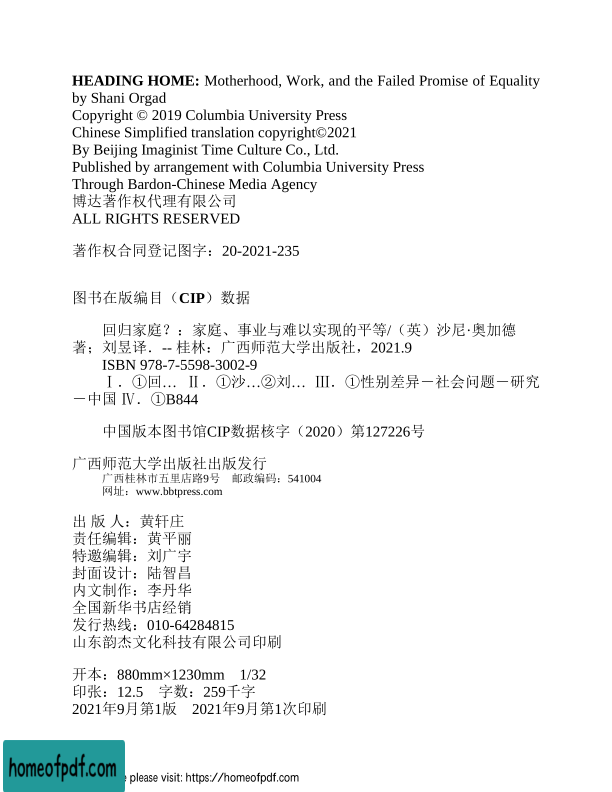 HEADING HOME: Motherhood, Work, and the Failed Promise of Equality
by Shani Orgad
Copyright © 2019 Columbia University Press
Chinese Simplified translation copyright©2021
By Beijing Imaginist Time Culture Co., Ltd.
Published by arrangement with Columbia University Press
Through Bardon-Chinese Media Agency
博达著作权代理有限公司
ALL RIGHTS RESERVED
著作权合同登记图字：20-2021-235
图书在版编目（CIP）数据
回归家庭？：家庭、事业与难以实现的平等/（英）沙尼·奥加德
著；刘昱译．-- 桂林：广西师范大学出版社，2021.9
ISBN 978-7-5598-3002-9
Ⅰ．①回… Ⅱ．①沙…②刘… Ⅲ．①性别差异－社会问题－研究
－中国 Ⅳ．①B844
中国版本图书馆CIP数据核字（2020）第127226号
广西师范大学出版社出版发行
广西桂林市五里店路9号　邮政编码：541004
网址：www.bbtpress.com
出 版 人：黄轩庄
责任编辑：黄平丽
特邀编辑：刘广宇
封面设计：陆智昌
内文制作：李丹华
全国新华书店经销
发行热线：010-64284815
山东韵杰文化科技有限公司印刷
开本：880mm×1230mm　1/32
印张：12.5　字数：259千字
2021年9月第1版　2021年9月第1次印刷
homeofpdf.com
please visit: https://homeofpdf.com